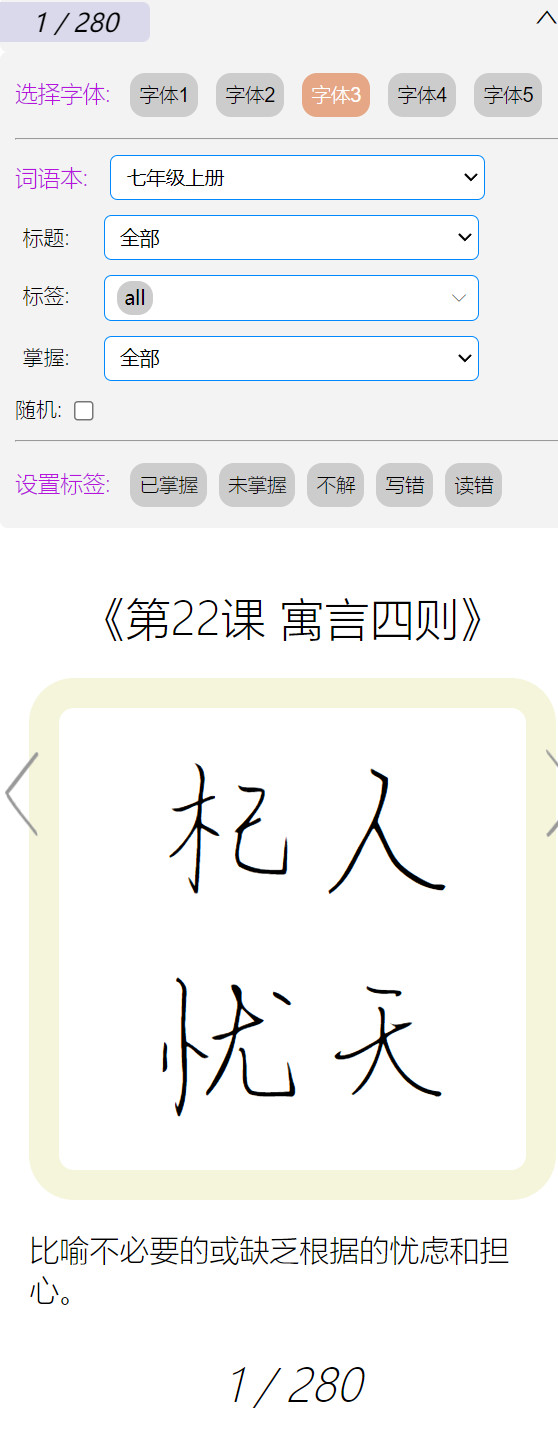 1 / 280
选择字体: 字体1 字体2 字体3 字体4 字体5
词语本: 七年级上册
标题: 全部
标签: all
掌握: 全部
随机:
设置标签: 已掌握 未掌握 不解 写错 读错
《第22课 寓言四则》
杞人
忧天
比喻不必要的或缺乏根据的忧虑和担
心。
1 / 280